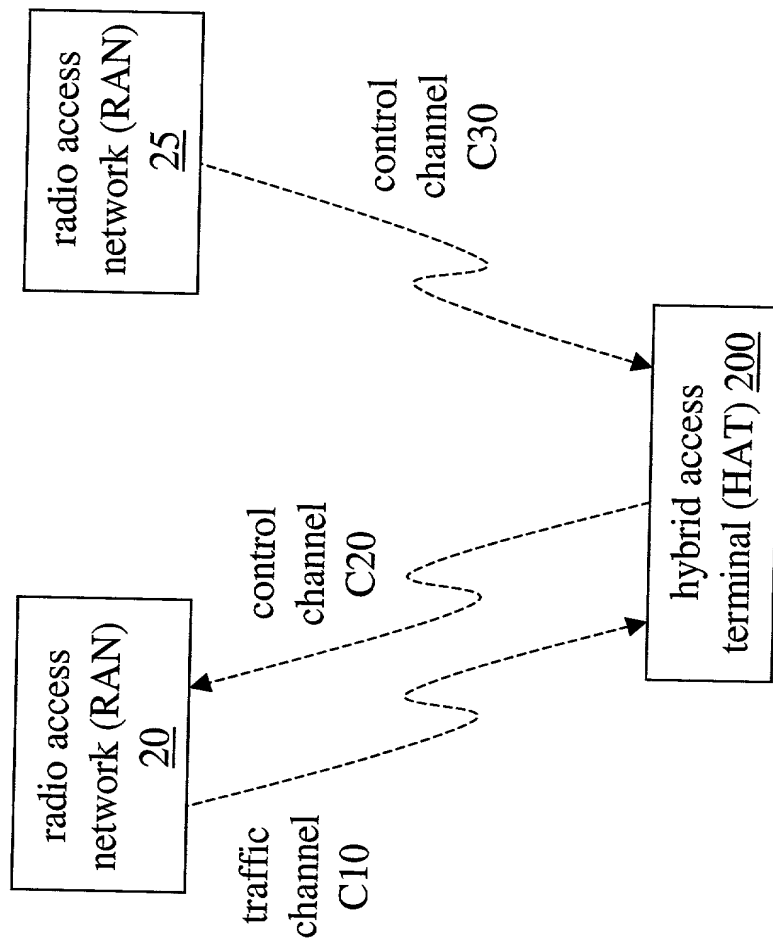 radio access
network (RAN)
20
radio access
network (RAN)
25
traffic
channel
C10
control
channel
C20
control
channel
C30
hybrid access
terminal (HAT) 200